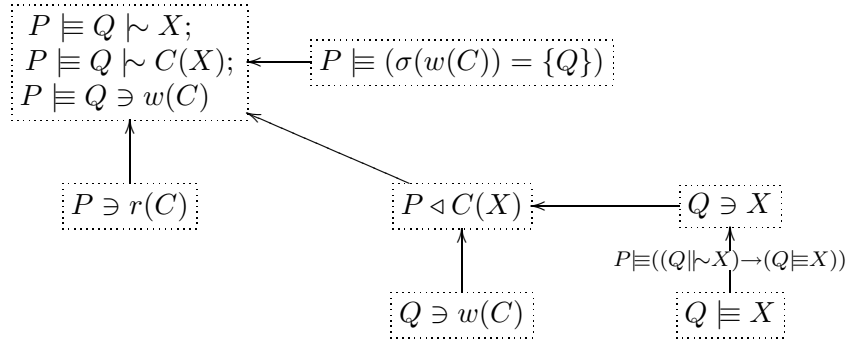 P |≡ Q |∼ X;
P |≡ Q |∼ C(X);
P |≡ Q ∋ w(C)
P |≡ (σ(w(C)) = {Q})
P ∋ r(C)
P ◁ C(X)
Q ∋ X
P|≡((Q||∼X)→(Q|≡X))
Q ∋ w(C)
Q |≡ X